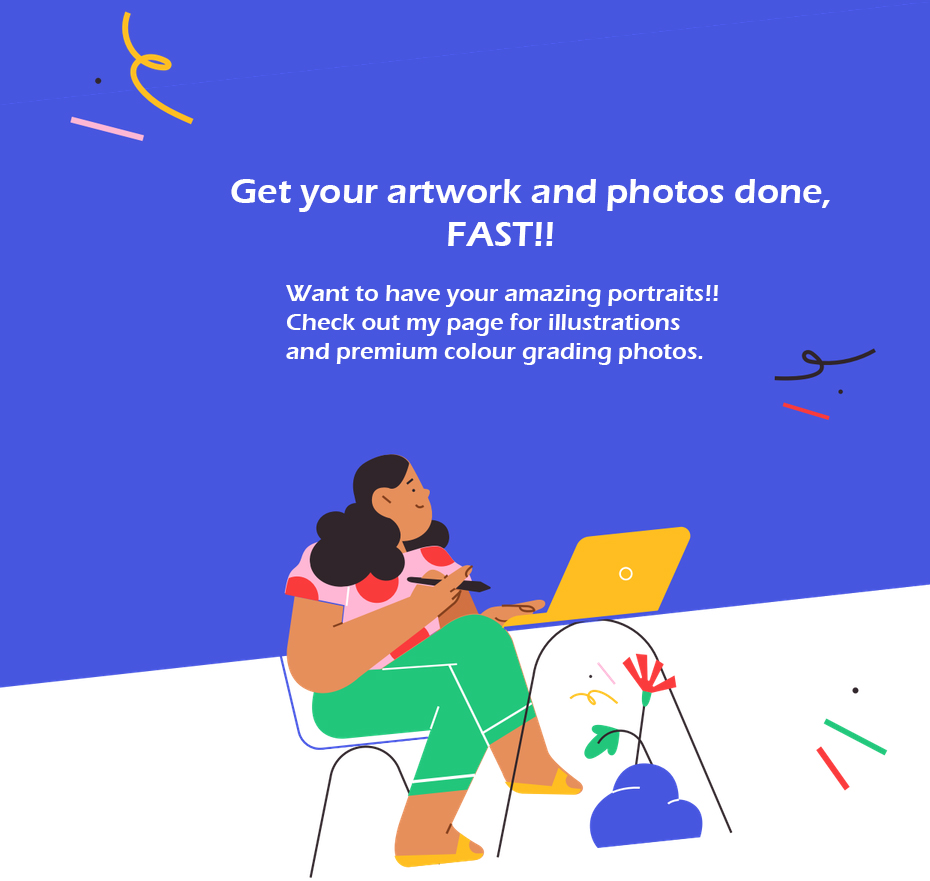 Get your artwork and photos done,
FAST!!
Want to have your amazing portraits!!
Check out my page for illustrations
and premium colour grading photos.